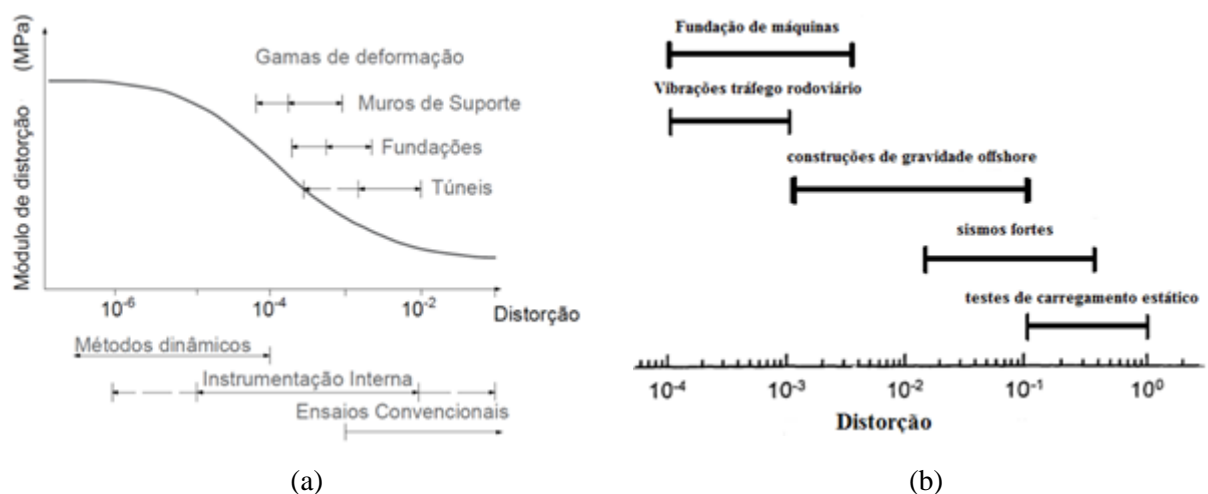 Módulo de distorção (MPa)
Gamas de deformação
Muros de Suporte
Fundações
Túneis
10-6
10-4
10-2
Distorção
Métodos dinâmicos
Instrumentação Interna
Ensaios Convencionais
(a)
Fundação de máquinas
Vibrações tráfego rodoviário
construções de gravidade offshore
sismos fortes
testes de carregamento estático
10-4
10-3
10-2
10-1
100
Distorção
(b)